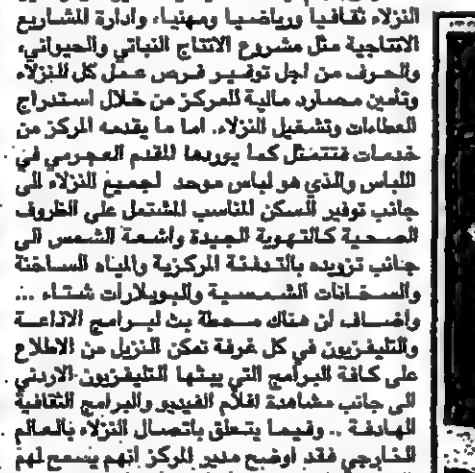 النزلاء ثقافيا ورياضيا ومهنيا، وادارة المشاريع
الانتاجية مثل مشروع الانتاج النباتي والحيواني،
والحرف من اجل توفير فرص عمل كل النزلاء
وتأمين مصادر مالية للمركز من خلال استدراج
العطاءات وتشغيل النزلاء. اما ما يقدمه المركز من
خدمات فتتمثل كما يوردها المقدم العجرمي في
اللباس والذي هو لباس موحد لجميع النزلاء الى
جانب توفير السكن المناسب المشتمل على الظروف
الصحية كالتهوية الجيدة واشعة الشمس الى
جانب تزويده بالتدفئة المركزية والمياه الساخنة
والسخانات الشمسية والبويلارات شتاء ...
واضاف ان هناك محطة بث لبرامج الاذاعة
والتليفزيون في كل غرفة تمكن النزيل من الاطلاع
على كافة البرامج التي يبثها التليفزيون الاردني
الى جانب مشاهدة افلام الفيديو والبرامج الثقافية
الهادفة .. وفيما يتعلق باتصال النزلاء بالعالم
الخارجي فقد اوضح مدير المركز انهم يسمح لهم